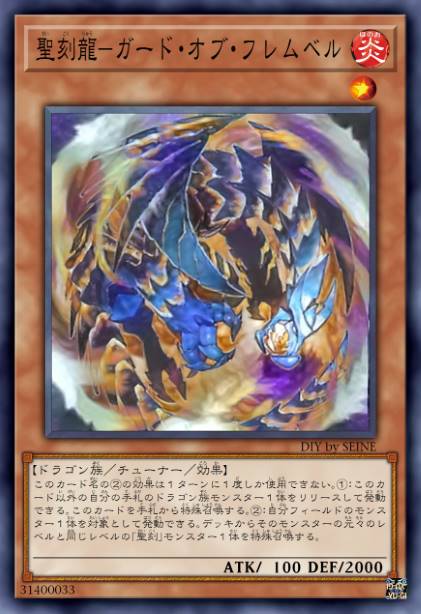 聖刻龍－ガード・オブ・フレムベル
炎
DIY by SEINE
【ドラゴン族／チューナー／効果】
このカード名の②の効果は１ターンに１度しか使用できない。①：このカー
ド以外の自分の手札のドラゴン族モンスター１体をリリースして発動
できる。このカードを手札から特殊召喚する。②：自分フィールドのモンス
ター１体を対象として発動できる。デッキからそのモンスターの元々のレ
ベルと同じレベルの「聖刻」モンスター１体を特殊召喚する。
ATK/ 100 DEF/2000
31400033